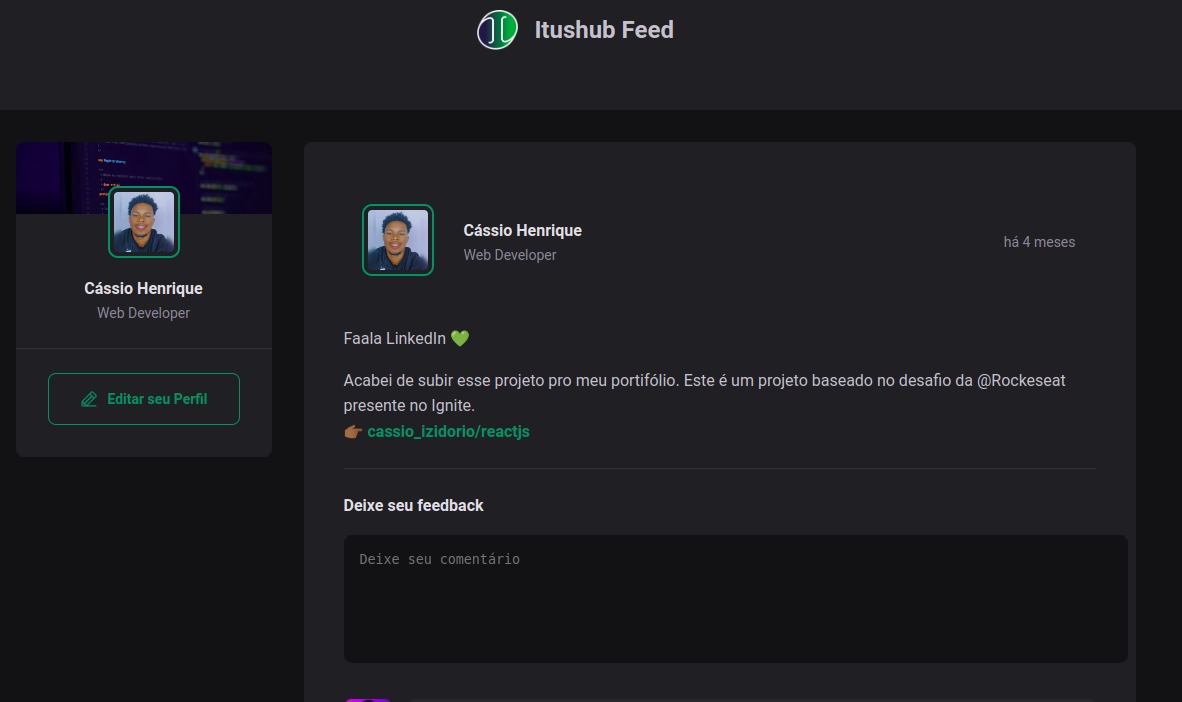 Itushub Feed
Cássio Henrique
Web Developer
Editar seu Perfil
Cássio Henrique
Web Developer
há 4 meses
Faala LinkedIn 💚
Acabei de subir esse projeto pro meu portifólio. Este é um projeto baseado no desafio da @Rockeseat
presente no Ignite.
👉🏾 cassio_izidorio/reactjs
Deixe seu feedback
Deixe seu comentário